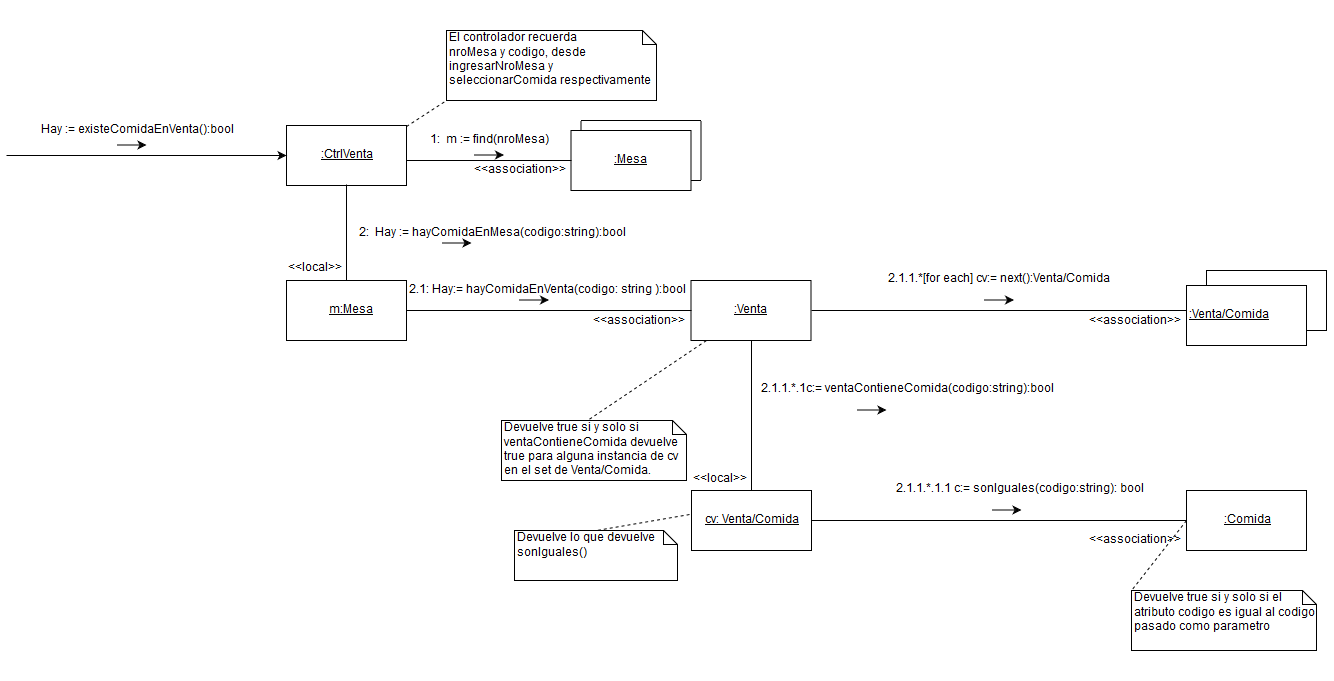 El controlador recuerda
nroMesa y codigo, desde
ingresarNroMesa y
seleccionarComida respectivamente
Hay := existeComidaEnVenta():bool
:CtrlVenta
1:  m := find(nroMesa)
<<association>>
:Mesa
2:  Hay := hayComidaEnMesa(codigo:string):bool
<<local>>
m:Mesa
2.1: Hay:= hayComidaEnVenta(codigo: string ):bool
<<association>>
:Venta
2.1.1.*[for each] cv:= next():Venta/Comida
<<association>>
:Venta/Comida
2.1.1.*.1c:= ventaContieneComida(codigo:string):bool
Devuelve true si y solo si
ventaContieneComida devuelve
true para alguna instancia de cv
en el set de Venta/Comida.
<<local>>
cv: Venta/Comida
2.1.1.*.1.1 c:= sonIguales(codigo:string): bool
<<association>>
:Comida
Devuelve lo que devuelve
sonIguales()
Devuelve true si y solo si el
atributo codigo es igual al codigo
pasado como parametro